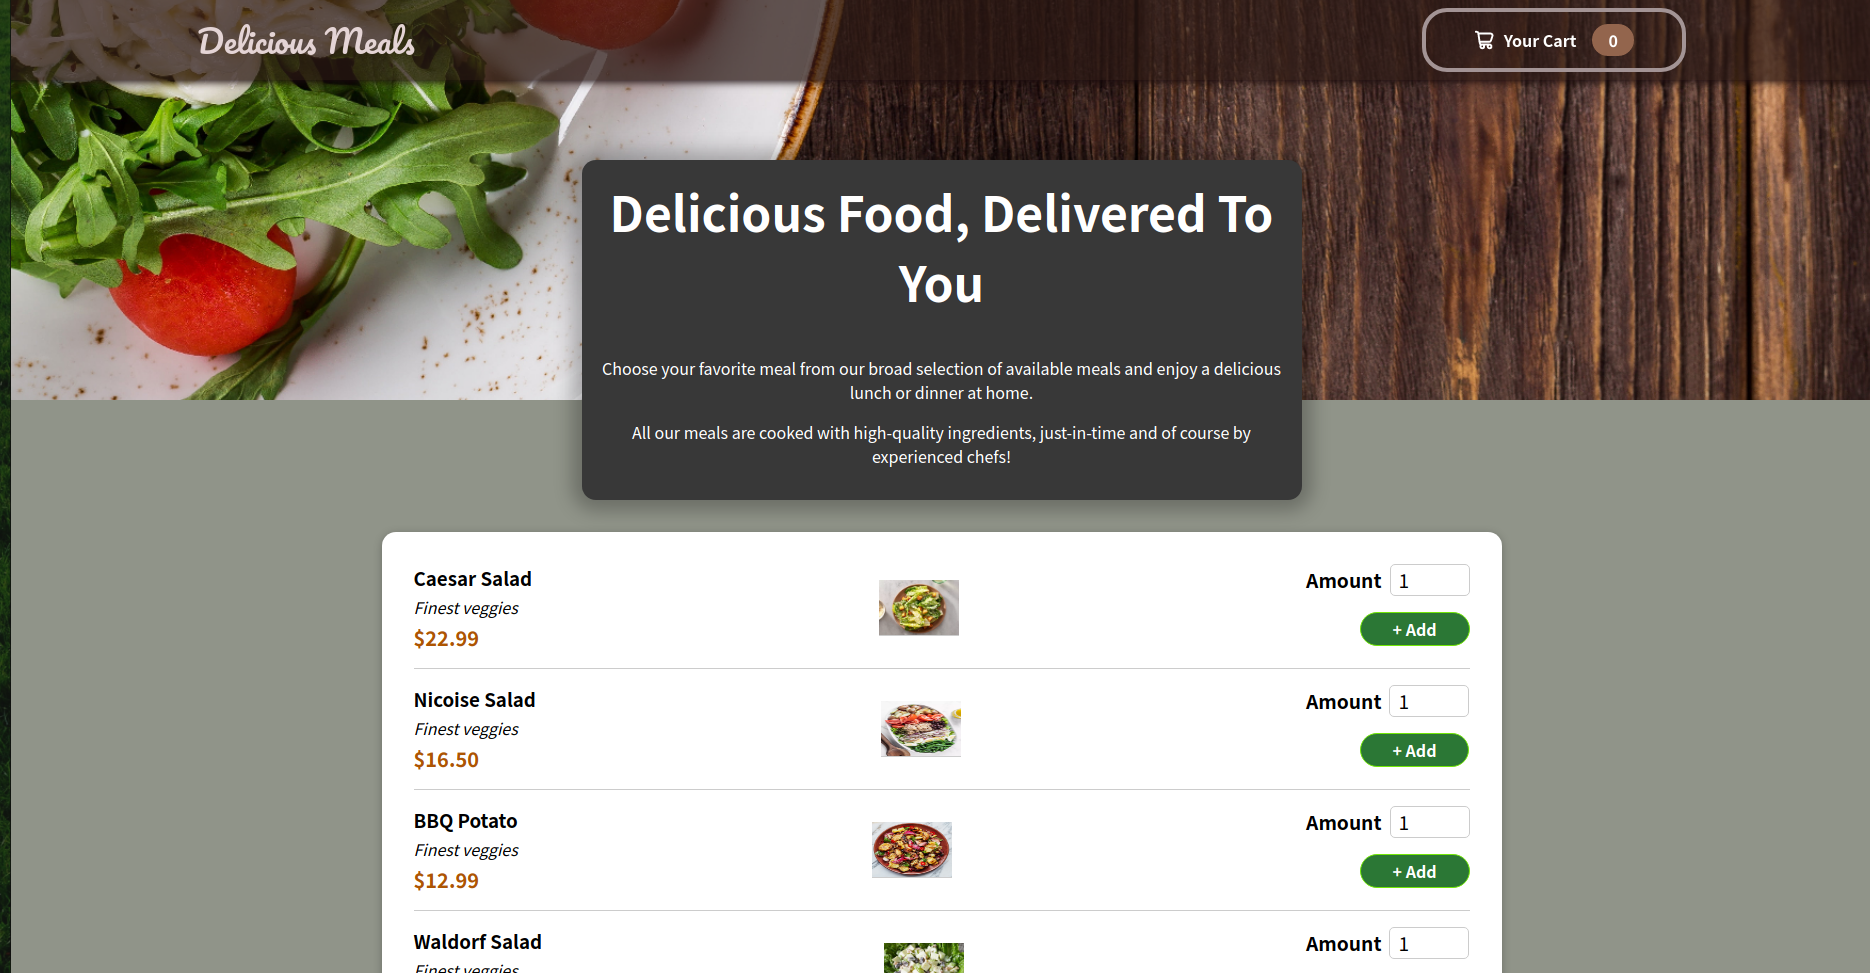 Delicious Meals
Your Cart 0
Delicious Food, Delivered To
You
Choose your favorite meal from our broad selection of available meals and enjoy a delicious
lunch or dinner at home.
All our meals are cooked with high-quality ingredients, just-in-time and of course by
experienced chefs!
Caesar Salad
Finest veggies
$22.99
Amount 1
+ Add
Nicoise Salad
Finest veggies
$16.50
Amount 1
+ Add
BBQ Potato
Finest veggies
$12.99
Amount 1
+ Add
Waldorf Salad
Finest veggies
Amount 1